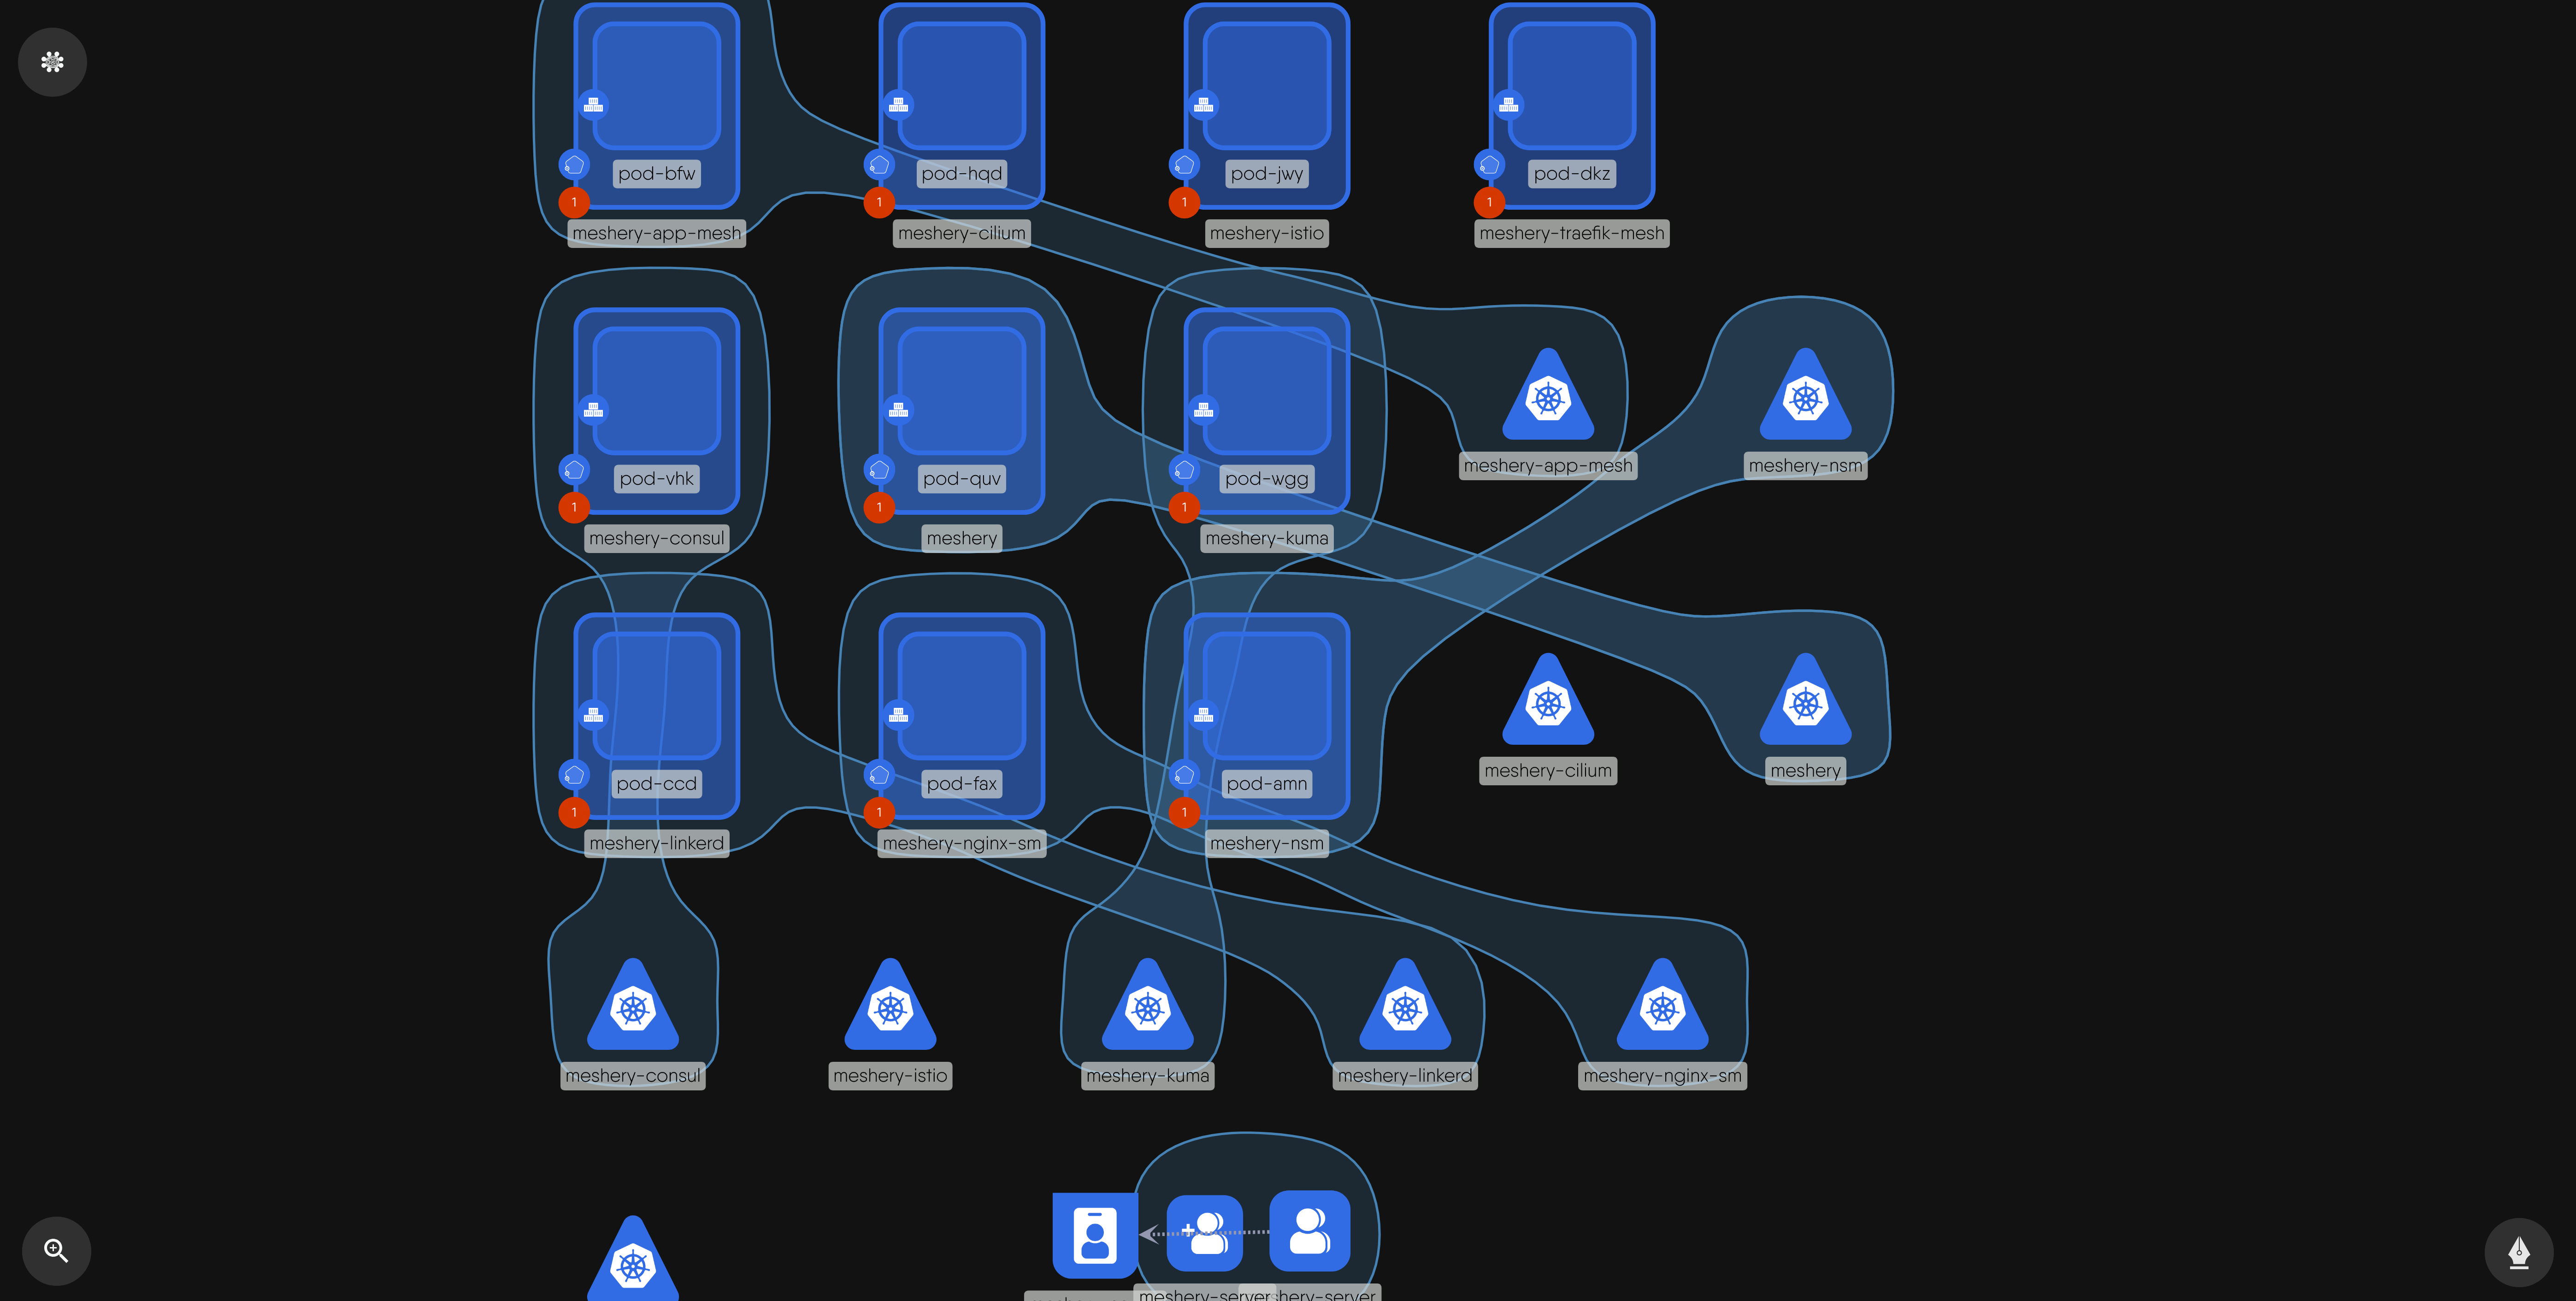 pod-bfw
pod-hqd
pod-jwy
pod-dkz
1
1
1
1
meshery-app-mesh
meshery-cilium
meshery-istio
meshery-traefik-mesh
pod-vhk
pod-quv
pod-wgg
meshery-app-mesh
meshery-nsm
1
1
1
meshery-consul
meshery
meshery-kuma
pod-ccd
pod-fax
pod-amn
meshery-cilium
meshery
1
1
1
meshery-linkerd
meshery-nginx-sm
meshery-nsm
meshery-consul
meshery-istio
meshery-kuma
meshery-linkerd
meshery-nginx-sm
meshery-server
hery-server